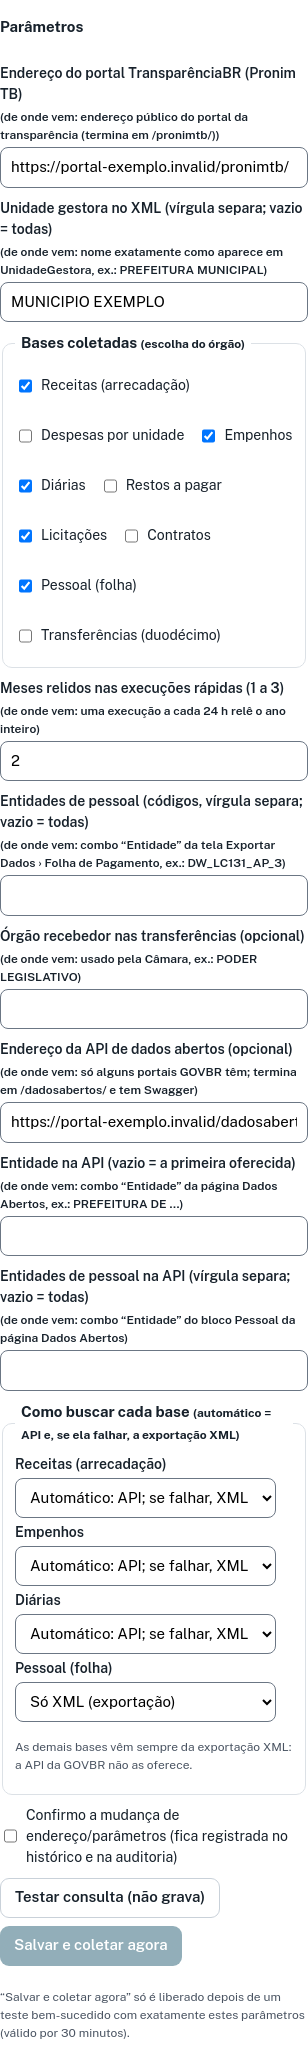 Parâmetros
Endereço do portal TransparênciaBR (Pronim
TB)
(de onde vem: endereço público do portal da
transparência (termina em /pronimtb/))
https://portal-exemplo.invalid/pronimtb/
Unidade gestora no XML (vírgula separa; vazio
= todas)
(de onde vem: nome exatamente como aparece em
UnidadeGestora, ex.: PREFEITURA MUNICIPAL)
MUNICIPIO EXEMPLO
Bases coletadas (escolha do órgão)
Receitas (arrecadação)
Despesas por unidade Empenhos
Diárias Restos a pagar
Licitações Contratos
Pessoal (folha)
Transferências (duodécimo)
Meses relidos nas execuções rápidas (1 a 3)
(de onde vem: uma execução a cada 24 h relê o ano
inteiro)
2
Entidades de pessoal (códigos, vírgula separa;
vazio = todas)
(de onde vem: combo “Entidade” da tela Exportar
Dados › Folha de Pagamento, ex.: DW_LC131_AP_3)
Órgão recebedor nas transferências (opcional)
(de onde vem: usado pela Câmara, ex.: PODER
LEGISLATIVO)
Endereço da API de dados abertos (opcional)
(de onde vem: só alguns portais GOVBR têm; termina
em /dadosabertos/ e tem Swagger)
https://portal-exemplo.invalid/dadosabert
Entidade na API (vazio = a primeira oferecida)
(de onde vem: combo “Entidade” da página Dados
Abertos, ex.: PREFEITURA DE ...)
Entidades de pessoal na API (vírgula separa;
vazio = todas)
(de onde vem: combo “Entidade” do bloco Pessoal da
página Dados Abertos)
Como buscar cada base (automático =
API e, se ela falhar, a exportação XML)
Receitas (arrecadação)
Automático: API; se falhar, XML
Empenhos
Automático: API; se falhar, XML
Diárias
Automático: API; se falhar, XML
Pessoal (folha)
Só XML (exportação)
As demais bases vêm sempre da exportação XML:
a API da GOVBR não as oferece.
Confirmo a mudança de
endereço/parâmetros (fica registrada no
histórico e na auditoria)
Testar consulta (não grava)
Salvar e coletar agora
“Salvar e coletar agora” só é liberado depois de um
teste bem-sucedido com exatamente estes parâmetros
(válido por 30 minutos).